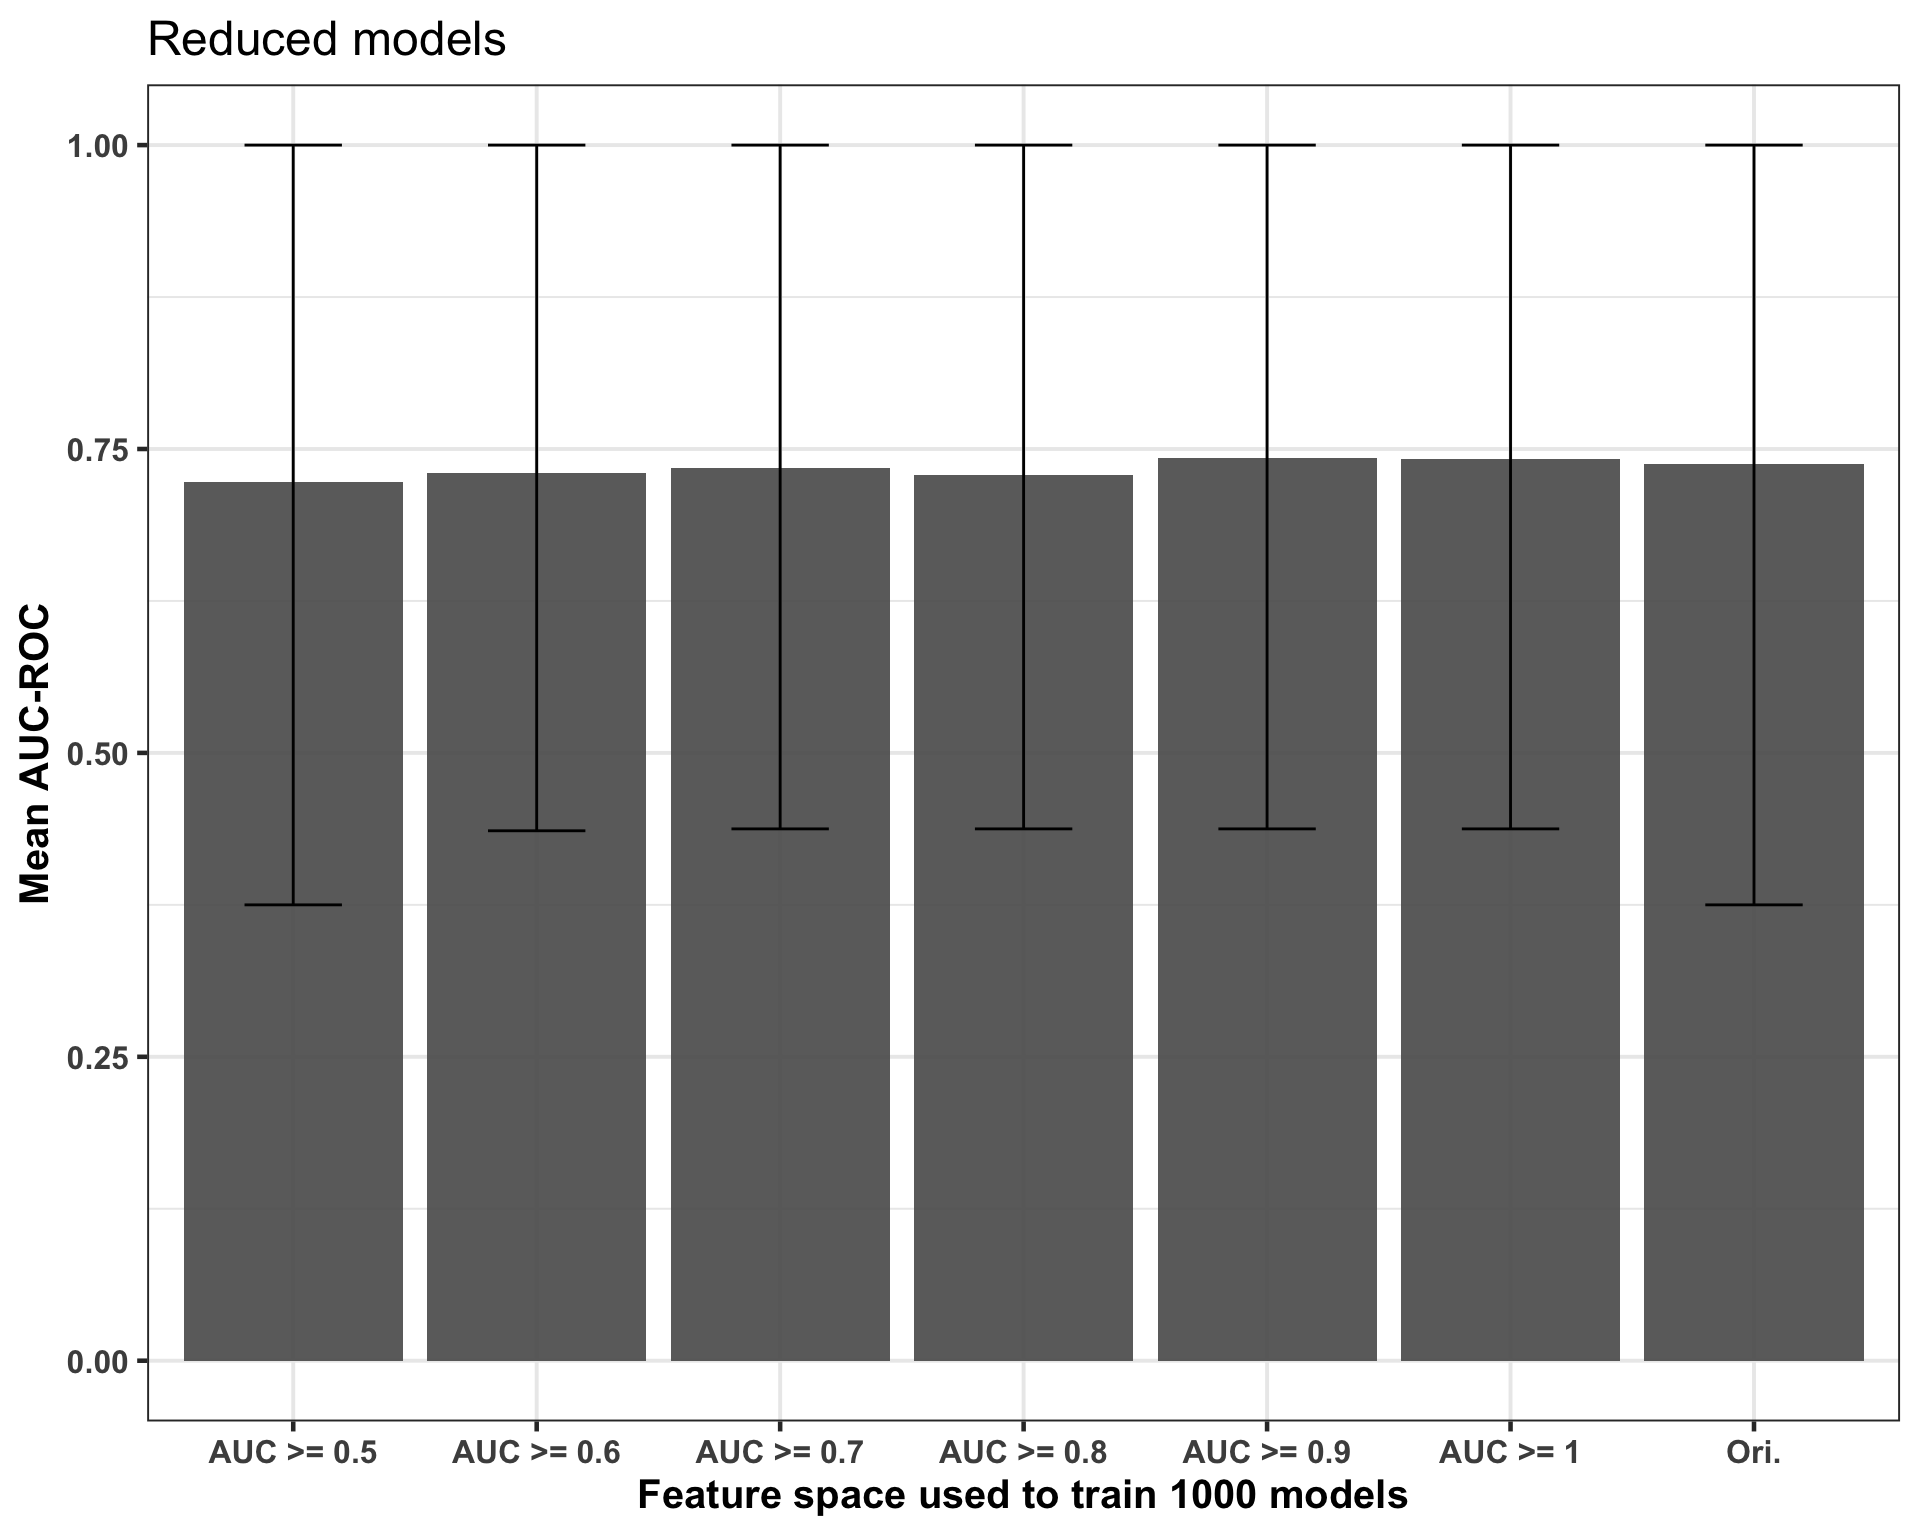 Reduced models
Mean AUC-ROC
1.00
0.75
0.50
0.25
0.00
AUC >= 0.5 AUC >= 0.6 AUC >= 0.7 AUC >= 0.8 AUC >= 0.9 AUC >= 1 Ori.
Feature space used to train 1000 models